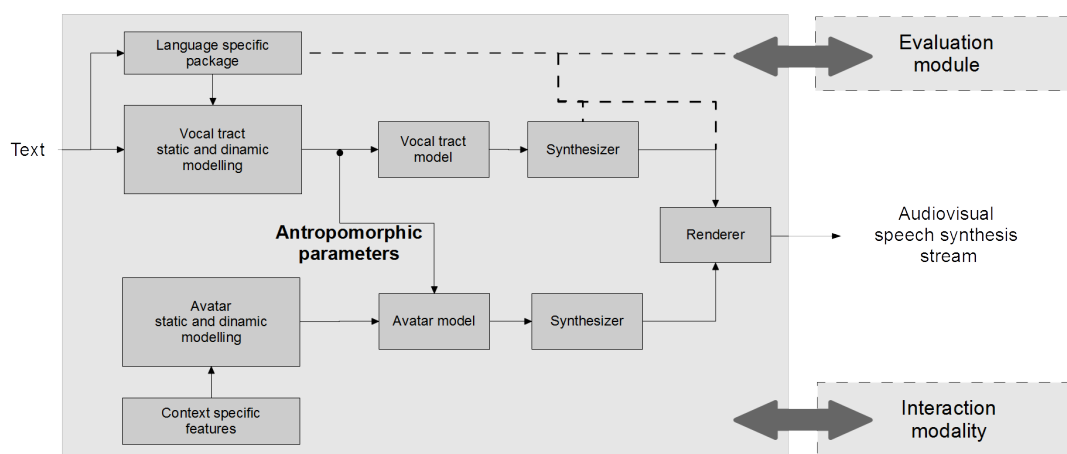 Language specific
package
Evaluation
module
Text
Vocal tract
static and dinamic
modelling
Vocal tract
model
Synthesizer
Antropomorphic
parameters
Renderer
Audiovisual
speech synthesis
stream
Avatar
static and dinamic
modelling
Avatar model
Synthesizer
Context specific
features
Interaction
modality